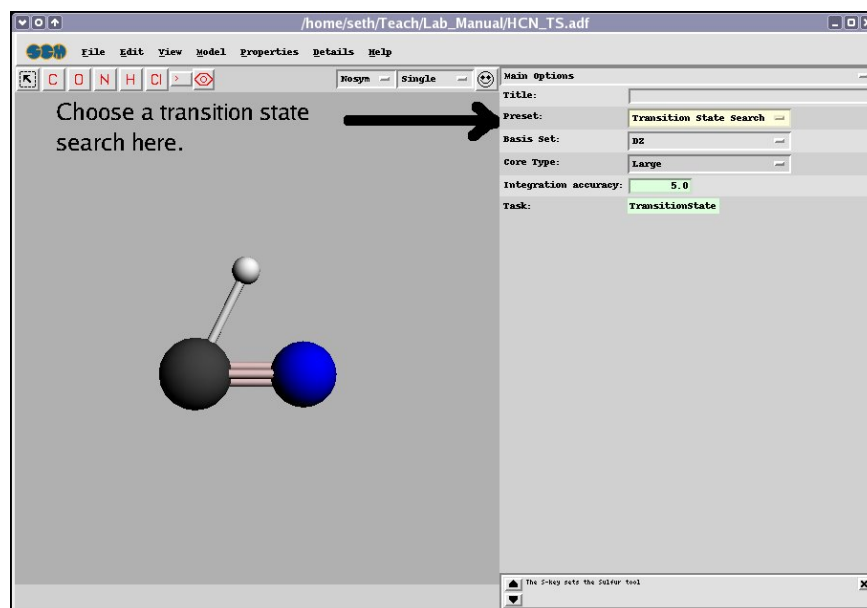 /home/seth/Teach/Lab_Manual/HCN_TS.adf
SCM File Edit View Model Properties Details Help
C O N H Cl > Nosym Single
Choose a transition state
search here.
Main Options
Title:
Preset: Transition State Search
Basis Set: DZ
Core Type: Large
Integration accuracy: 5.0
Task: TransitionState
The S-key sets the Sulfur tool